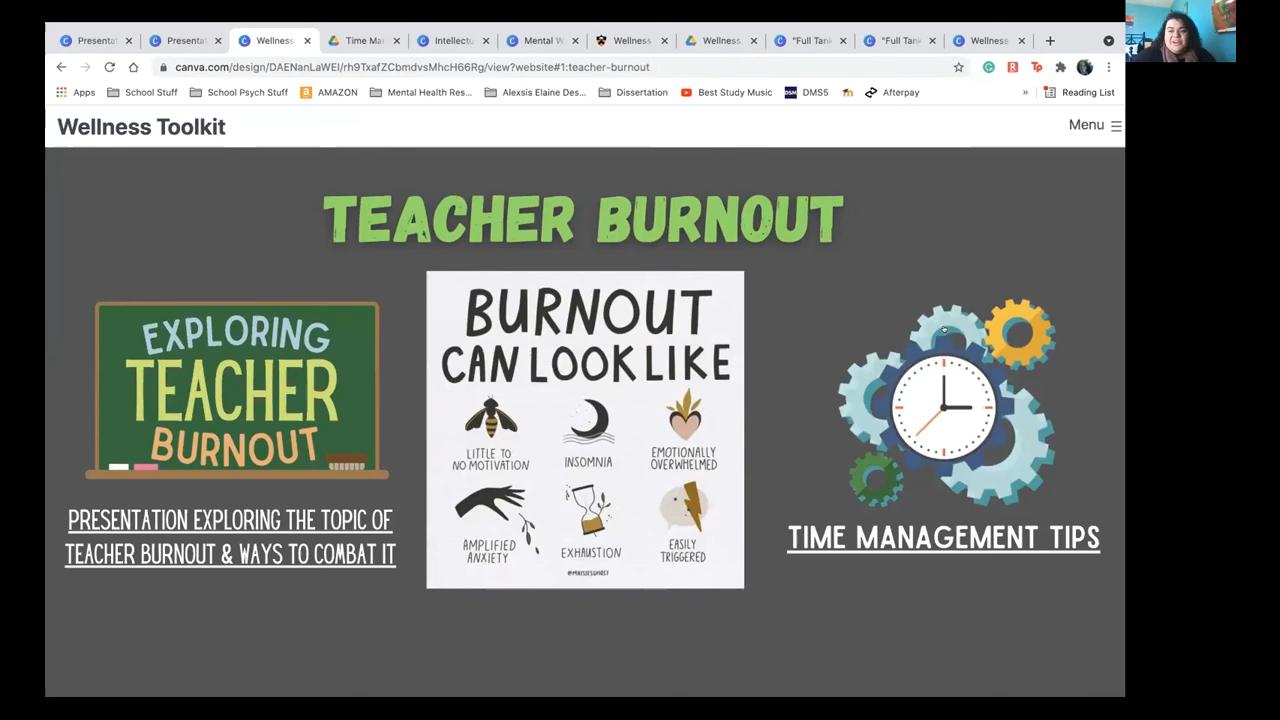 Presentat
Presentat
Wellness
Time Ma
Intellec
Mental W
Wellness
Wellness.
"Full Tan
"Full Tan
Wellness
canva.com/design/DAENanLaWEI/rh9TxafZCbmdvsMhcH66Rg/view?website#1:teacher-burnout
Apps
School Stuff
School Psych Stuff
AMAZON
Mental Health Res...
Alexsis Elaine Des...
Dissertation
Best Study Music
DMS5
Afterpay
»
Reading List
Wellness Toolkit
Menu
TEACHER BURNOUT
EXPLORING
TEACHER
BURNOUT
PRESENTATION EXPLORING THE TOPIC OF
TEACHER BURNOUT & WAYS TO COMBAT IT
BURNOUT
CAN LOOK LIKE
LITTLE TO
NO MOTIVATION
INSOMNIA
EMOTIONALLY
OVERWHELMED
AMPLIFIED
ANXIETY
EXHAUSTION
EASILY
TRIGGERED
TIME MANAGEMENT TIPS